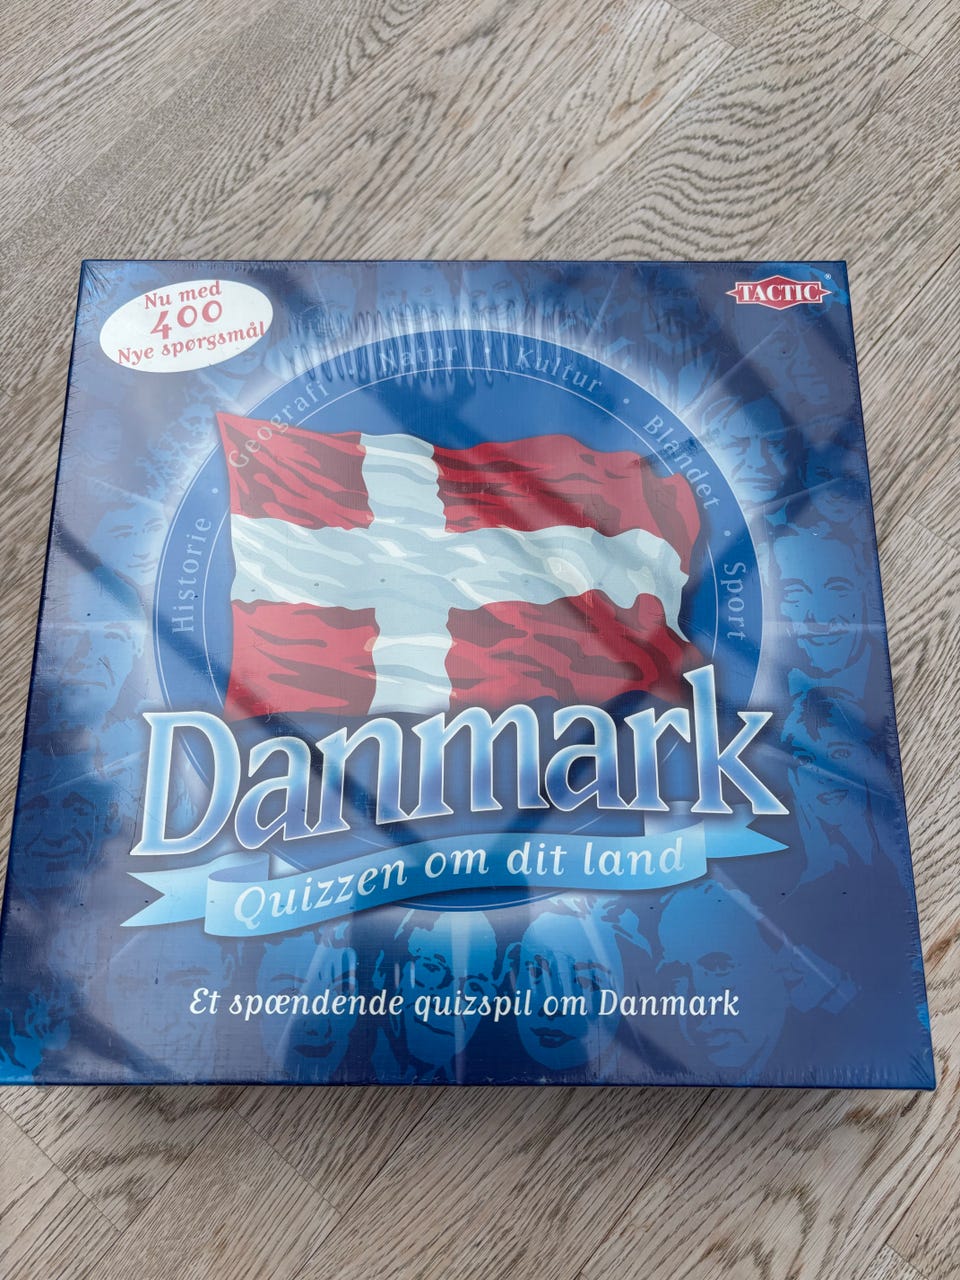 Nu med
400
Nye spørgsmål
TACTIC®
Historie • Geografi • Natur • Kultur • Blandet • Sport
Danmark
Quizzen om dit land
Et spændende quizspil om Danmark